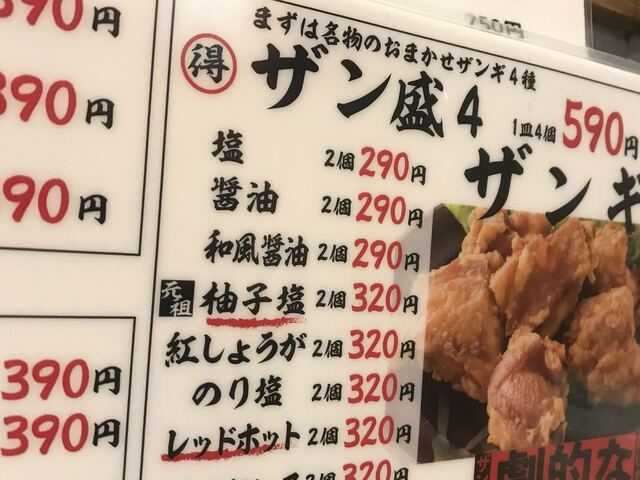 890円
890円
890円
390円
390円
750円
まずは名物のおまかせザンギ4種
得 ザン盛4 1皿4個 590円
ザンギ
塩 2個 290円
醤油 2個 290円
和風醤油 2個 290円
元祖 柚子塩 2個 320円
紅しょうが 2個 320円
のり塩 2個 320円
レッドホット 2個 320円
320円
劇的な